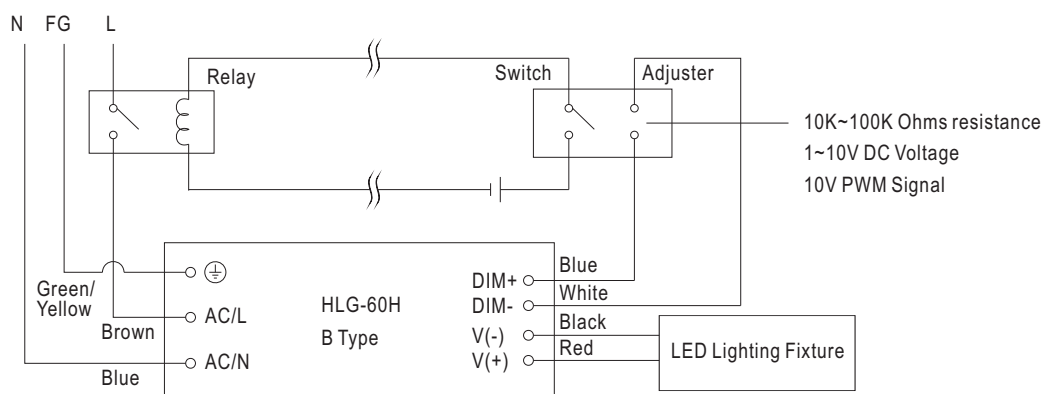 N FG L
Relay
Switch
Adjuster
10K~100K Ohms resistance
1~10V DC Voltage
10V PWM Signal
Green/
Yellow
Brown
Blue
AC/L
AC/N
HLG-60H
B Type
DIM+
DIM-
V(-)
V(+)
Blue
White
Black
Red
LED Lighting Fixture